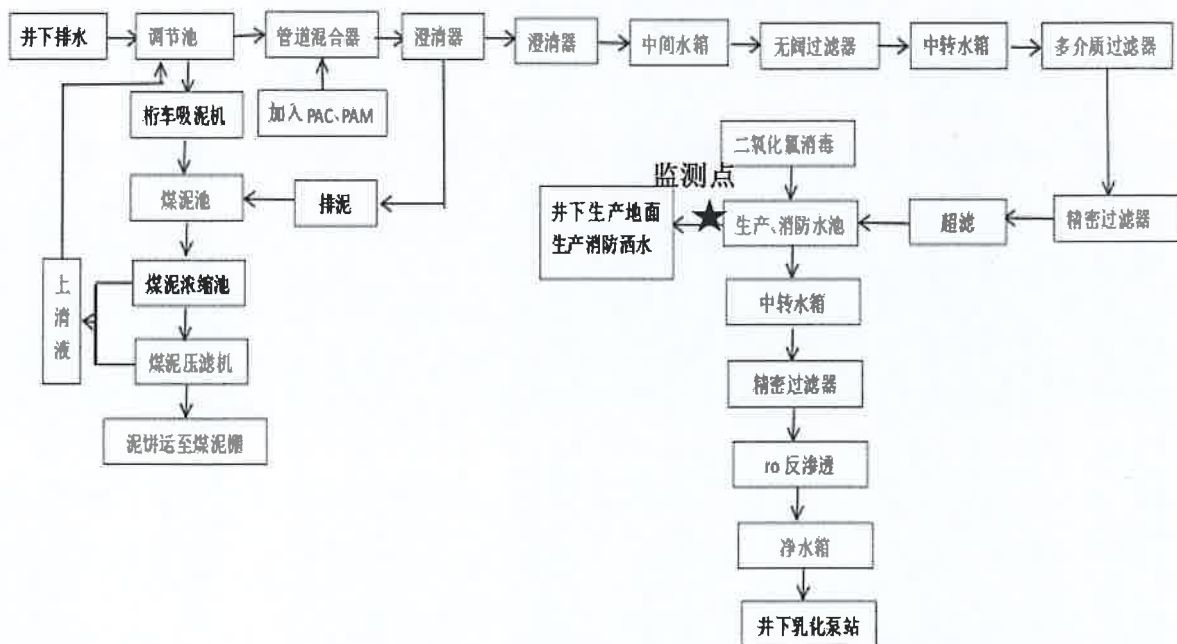 井下排水
调节池
管道混合器
澄清器
澄清器
中间水箱
无阀过滤器
中转水箱
多介质过滤器
桁车吸泥机
加入 PAC、PAM
二氧化氯消毒
监测点
煤泥池
排泥
井下生产地面
生产消防洒水
生产、消防水池
超滤
精密过滤器
上
清
液
煤泥浓缩池
中转水箱
煤泥压滤机
精密过滤器
泥饼运至煤泥棚
ro 反渗透
净水箱
井下乳化泵站